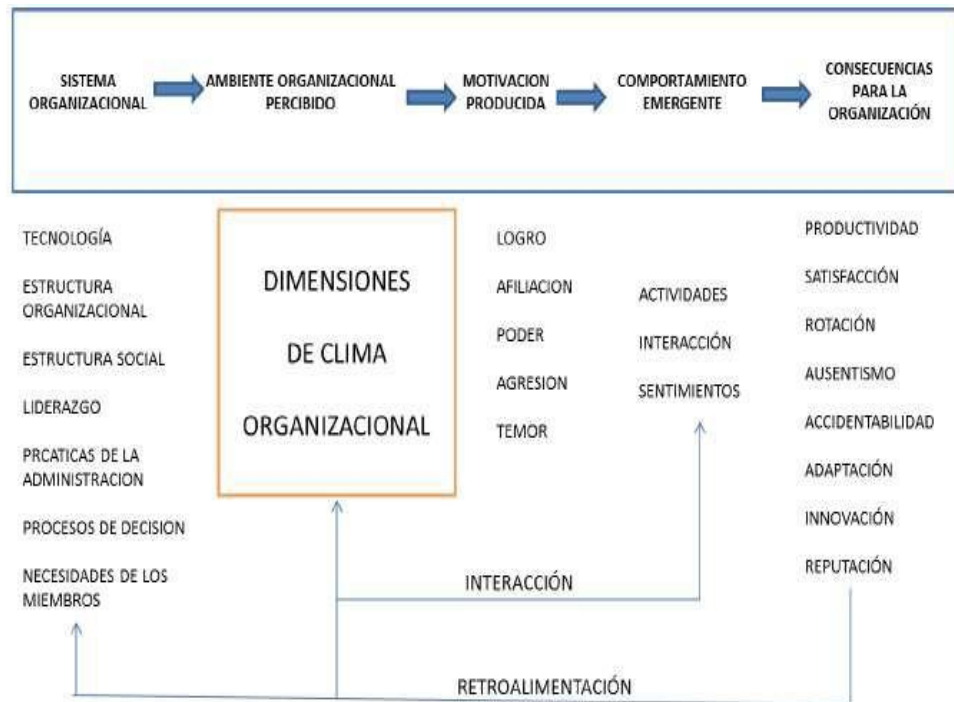 SISTEMA
ORGANIZACIONAL
AMBIENTE ORGANIZACIONAL
PERCIBIDO
MOTIVACION
PRODUCIDA
COMPORTAMIENTO
EMERGENTE
CONSECUENCIAS
PARA LA
ORGANIZACIÓN
TECNOLOGÍA
ESTRUCTURA
ORGANIZACIONAL
ESTRUCTURA SOCIAL
LIDERAZGO
PRCATICAS DE LA
ADMINISTRACION
PROCESOS DE DECISION
NECESIDADES DE LOS
MIEMBROS
DIMENSIONES
DE CLIMA
ORGANIZACIONAL
LOGRO
AFILIACION
PODER
AGRESION
TEMOR
ACTIVIDADES
INTERACCIÓN
SENTIMIENTOS
PRODUCTIVIDAD
SATISFACCIÓN
ROTACIÓN
AUSENTISMO
ACCIDENTABILIDAD
ADAPTACIÓN
INNOVACIÓN
REPUTACIÓN
INTERACCIÓN
RETROALIMENTACIÓN